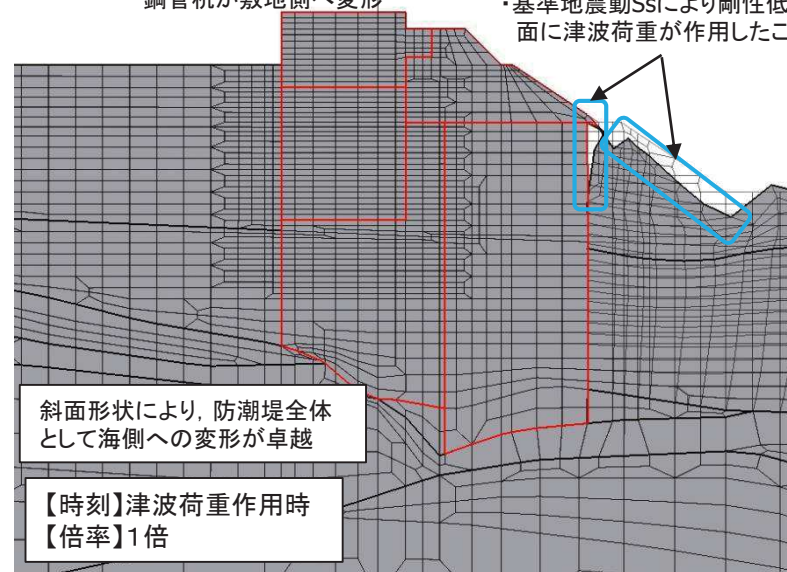 鋼管杭が敷地側へ変形
・基準地震動Ssにより剛性低
面に津波荷重が作用したこ
斜面形状により，防潮堤全体
として海側への変形が卓越
【時刻】津波荷重作用時
【倍率】1倍